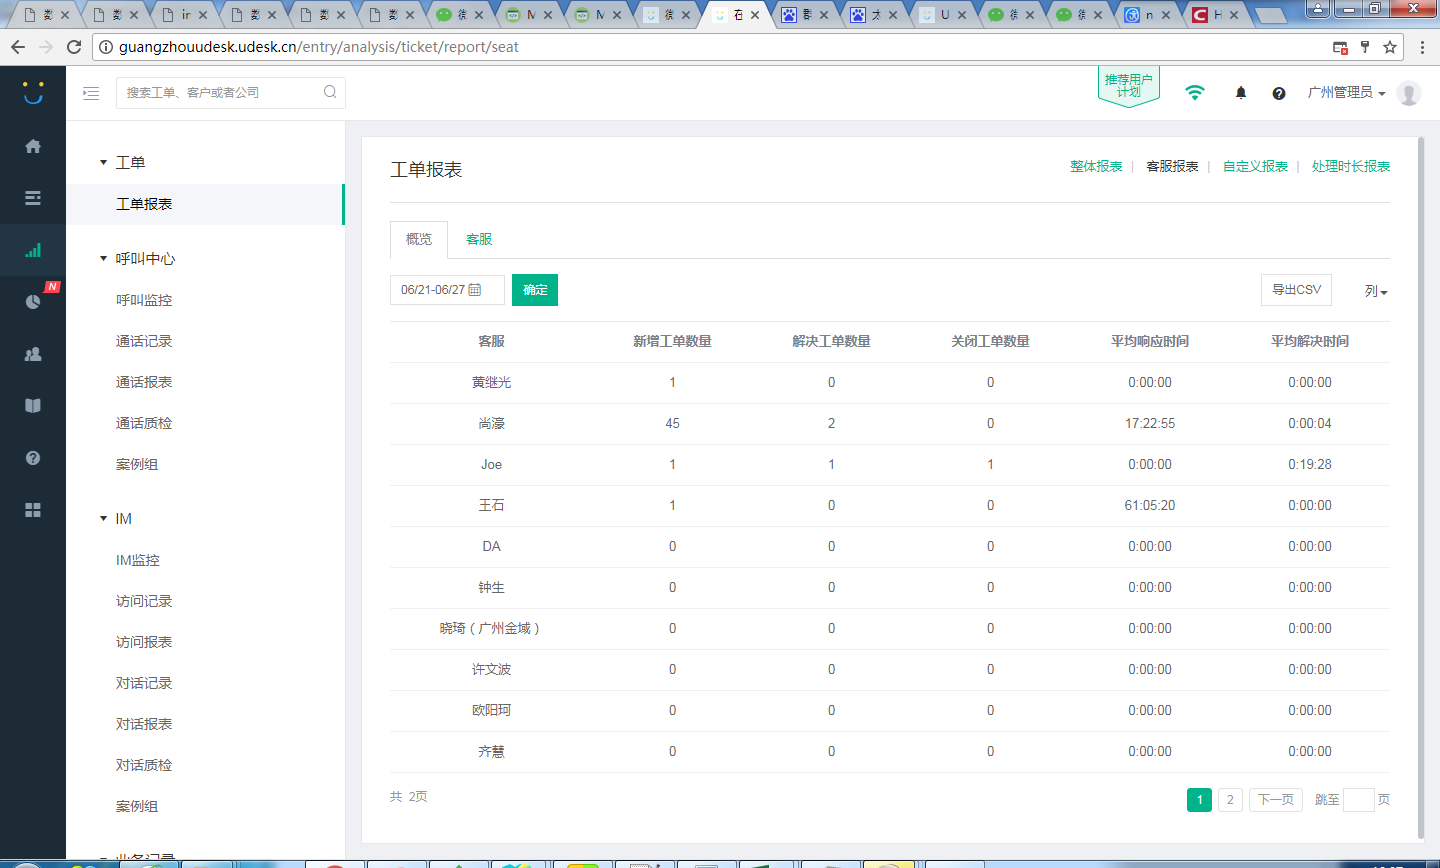 guangzhouudesk.udesk.cn/entry/analysis/ticket/report/seat
搜索工单、客户或者公司
推荐用户
计划
广州管理员
N
工单
工单报表
呼叫中心
呼叫监控
通话记录
通话报表
通话质检
案例组
IM
IM监控
访问记录
访问报表
对话记录
对话报表
对话质检
案例组
工单报表
整体报表 | 客服报表 | 自定义报表 | 处理时长报表
概览 客服
06/21-06/27 确定 导出CSV 列
客服 新增工单数量 解决工单数量 关闭工单数量 平均响应时间 平均解决时间
黄继光 1 0 0 0:00:00 0:00:00
尚濠 45 2 0 17:22:55 0:00:04
Joe 1 1 1 0:00:00 0:19:28
王石 1 0 0 61:05:20 0:00:00
DA 0 0 0 0:00:00 0:00:00
钟生 0 0 0 0:00:00 0:00:00
晓琦（广州金域） 0 0 0 0:00:00 0:00:00
许文波 0 0 0 0:00:00 0:00:00
欧阳珂 0 0 0 0:00:00 0:00:00
齐慧 0 0 0 0:00:00 0:00:00
共 2页
1 2 下一页 跳至 页